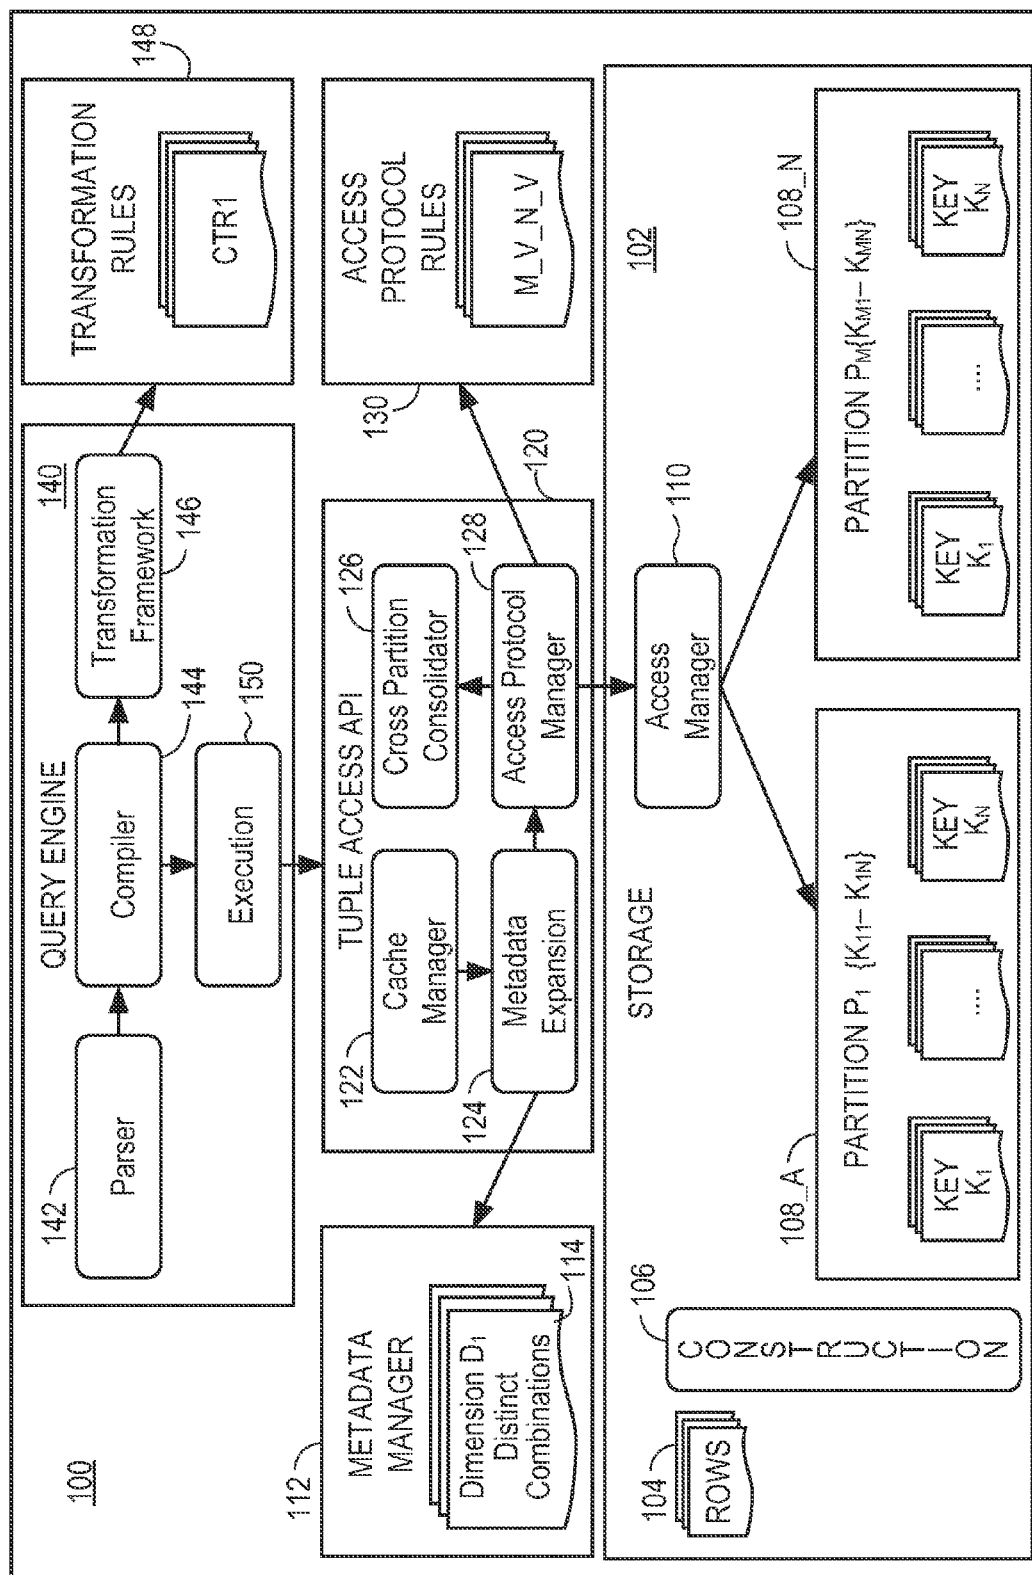 100
QUERY ENGINE
140
142
Parser
Compiler
144
Transformation
Framework
146
Execution
150
TRANSFORMATION
RULES
148
CTR1
112
METADATA
MANAGER
Dimension D1
Distinct
Combinations
114
TUPLE ACCESS API
120
122
Cache
Manager
Cross Partition
Consolidator
126
124
Metadata
Expansion
Access Protocol
Manager
128
130
ACCESS
PROTOCOL
RULES
M_V_N_V
STORAGE
102
Access
Manager
110
104
ROWS
106
CONSTRUCTION
108_A
PARTITION P1 {K11– K1N}
KEY
K1
....
KEY
KN
108_N
PARTITION PM{KM1– KMN}
KEY
K1
....
KEY
KN